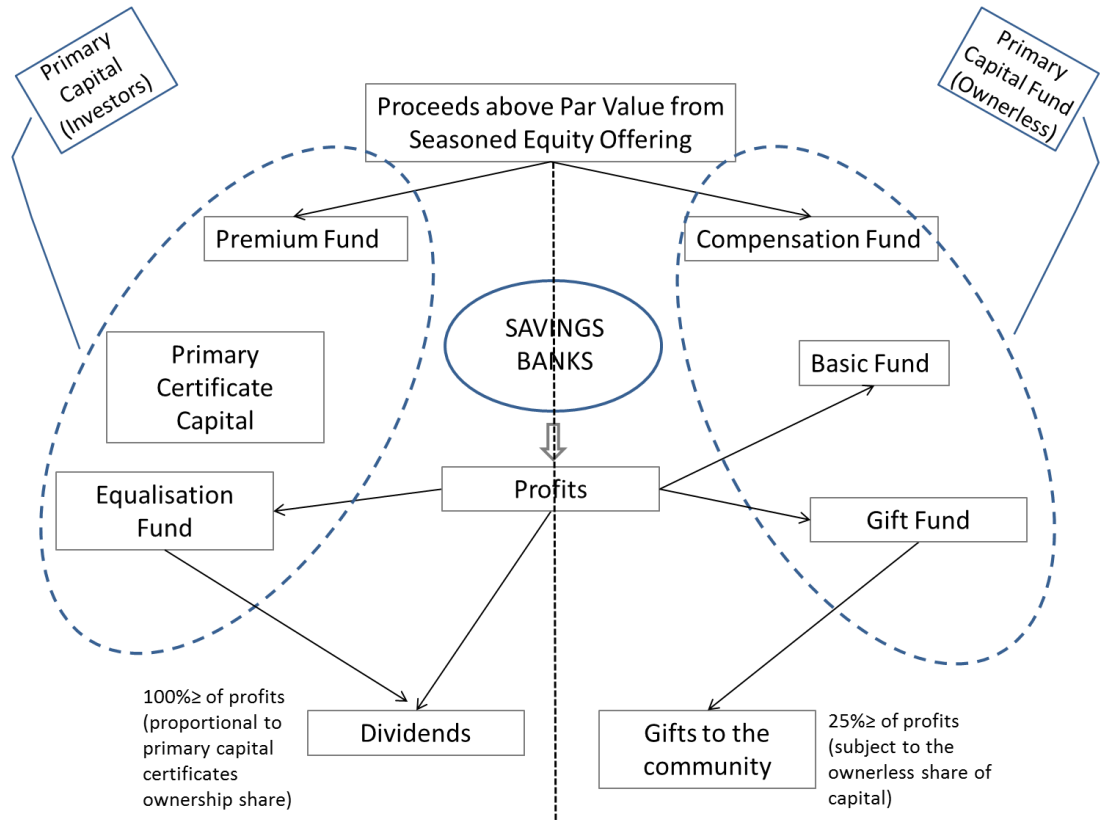 Primary
Capital
(Investors)
Primary
Capital Fund
(Ownerless)
Proceeds above Par Value from
Seasoned Equity Offering
Premium Fund
Compensation Fund
SAVINGS
BANKS
Primary
Certificate
Capital
Basic Fund
Equalisation
Fund
Profits
Gift Fund
100%≥ of profits
(proportional to
primary capital
certificates
ownership share)
Dividends
Gifts to the
community
25%≥ of profits
(subject to the
ownerless share of
capital)